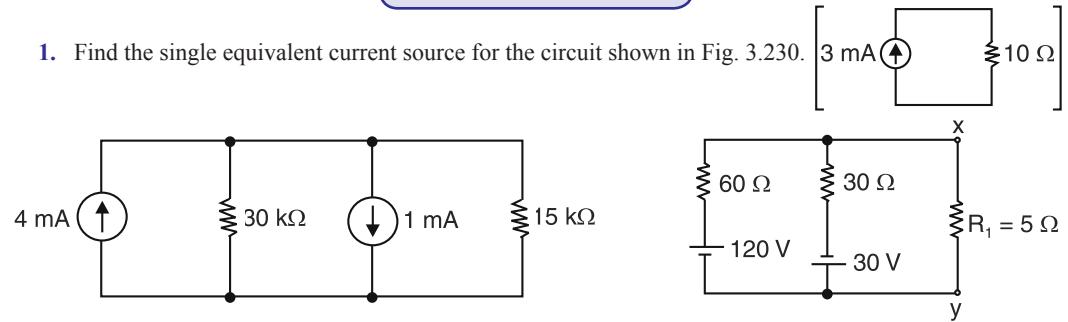 1. Find the single equivalent current source for the circuit shown in Fig. 3.230.
3 mA
10 Ω
4 mA
30 kΩ
1 mA
15 kΩ
x
60 Ω
30 Ω
R₁ = 5 Ω
120 V
30 V
y